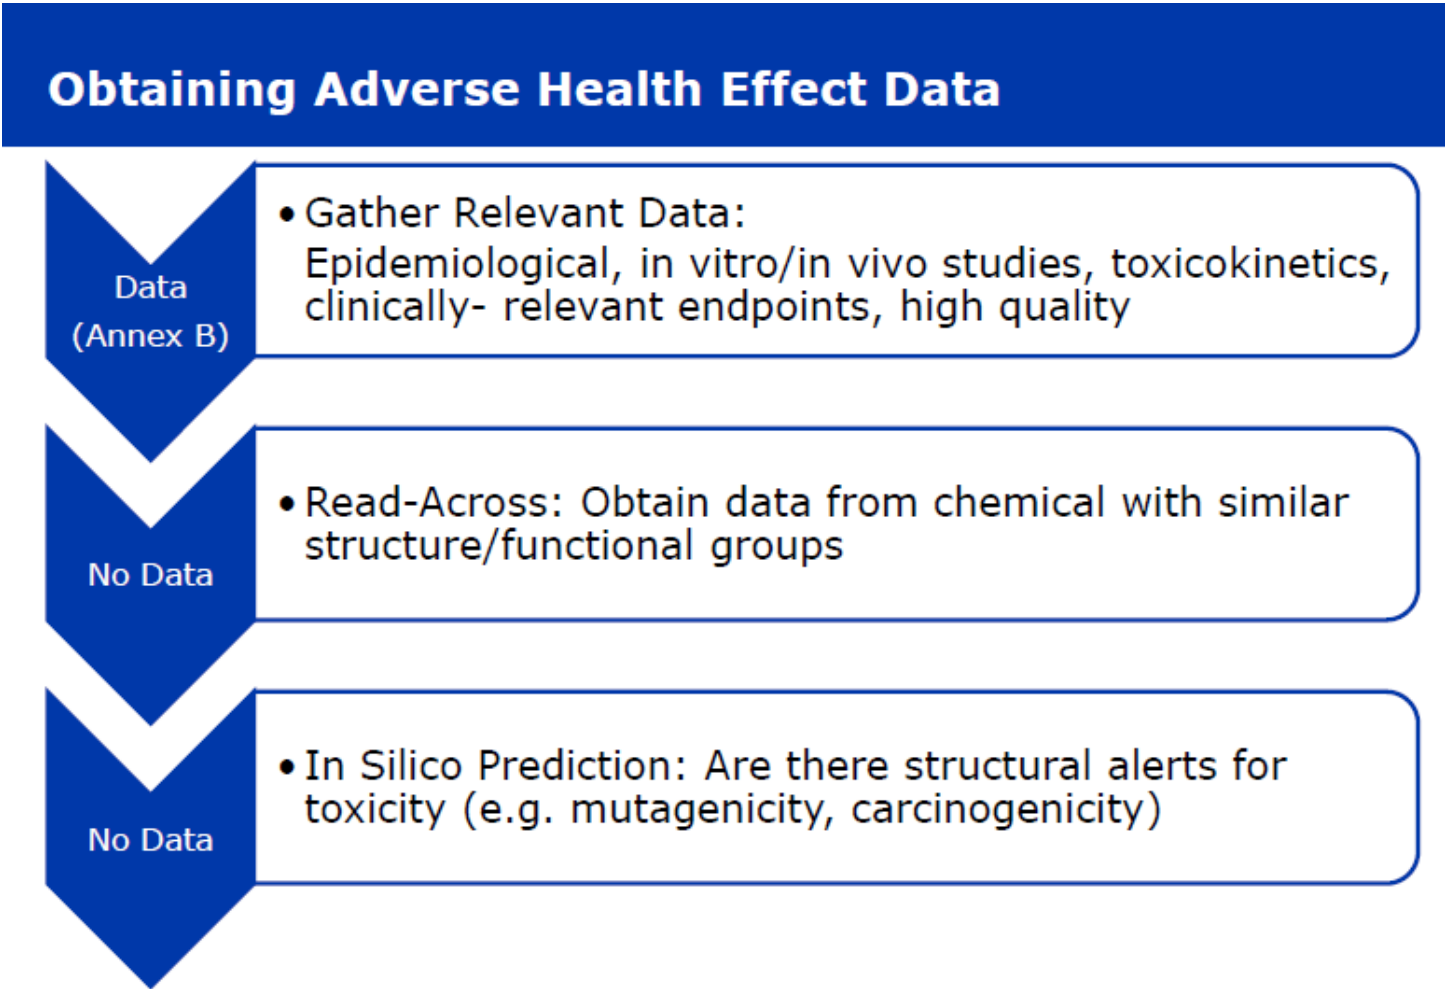 Obtaining Adverse Health Effect Data
Data
(Annex B)
• Gather Relevant Data:
Epidemiological, in vitro/in vivo studies, toxicokinetics,
clinically- relevant endpoints, high quality
No Data
• Read-Across: Obtain data from chemical with similar
structure/functional groups
No Data
• In Silico Prediction: Are there structural alerts for
toxicity (e.g. mutagenicity, carcinogenicity)